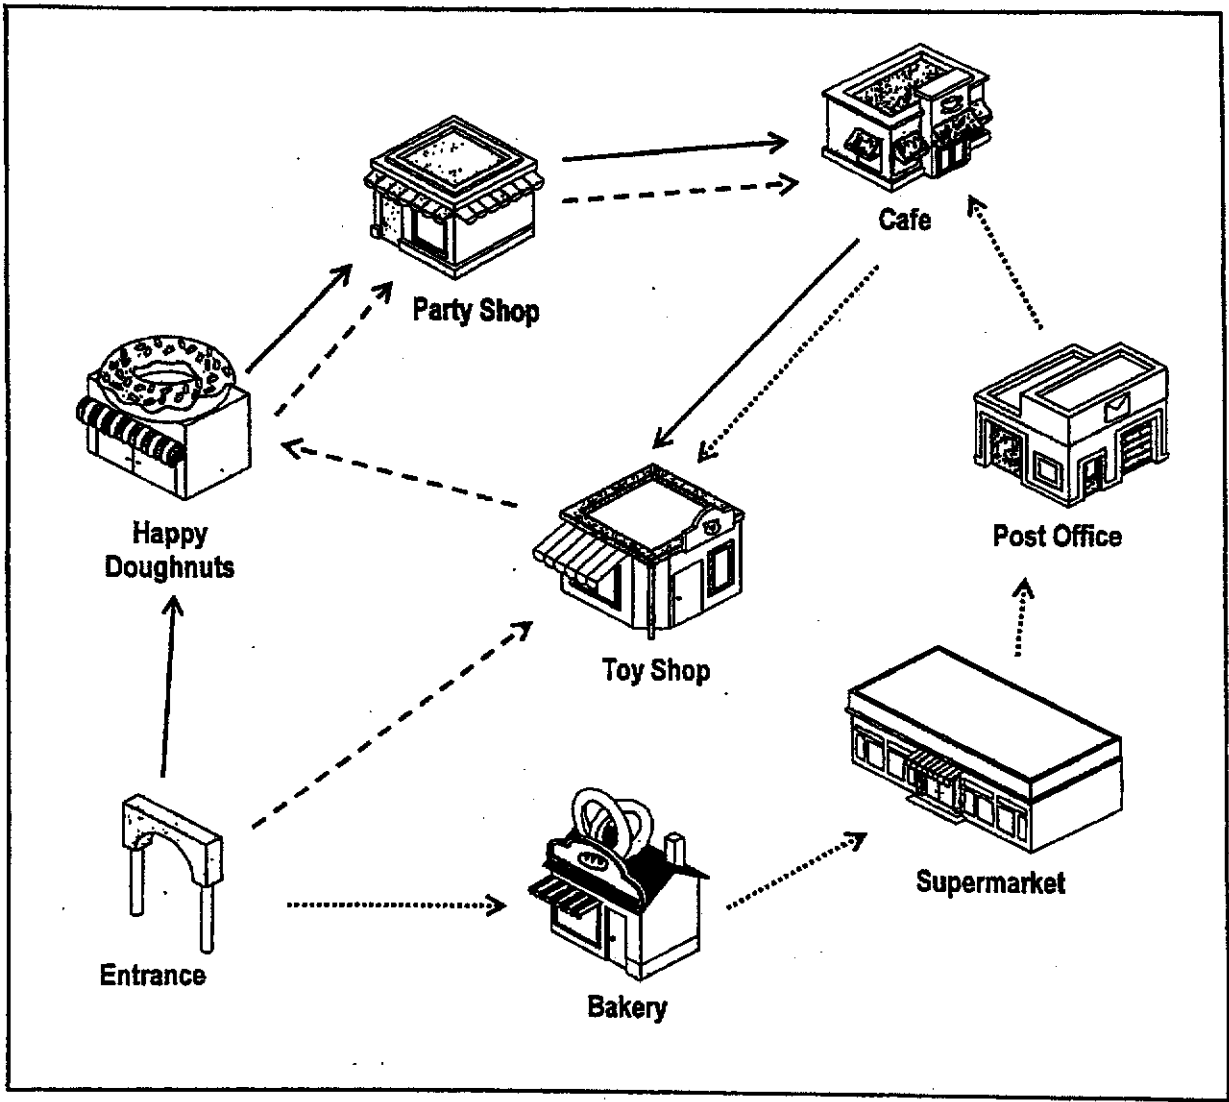 Cafe
Party Shop
Happy
Doughnuts
Post Office
Toy Shop
Supermarket
Entrance
Bakery